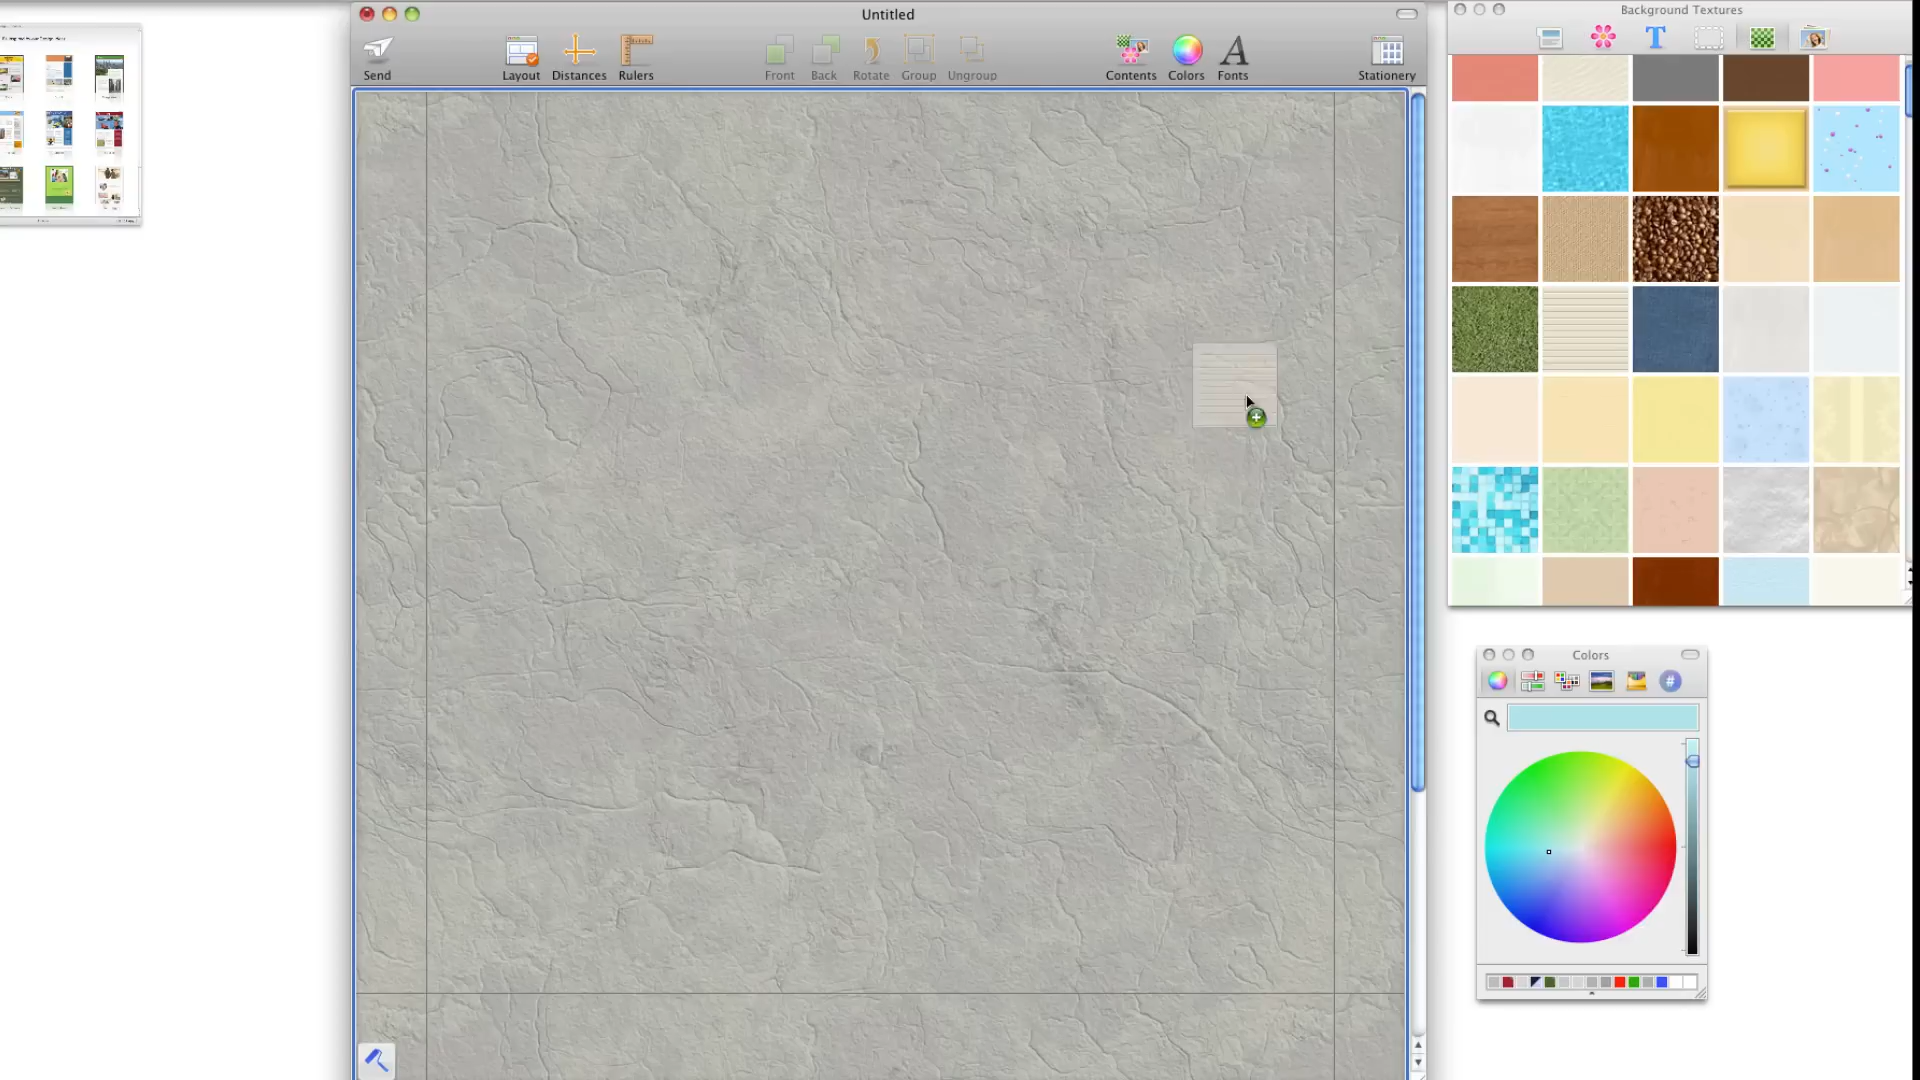 Untitled
Background Textures
Send
Layout
Distances
Rulers
Front
Back
Rotate
Group
Ungroup
Contents
Colors
Fonts
Stationery
Colors